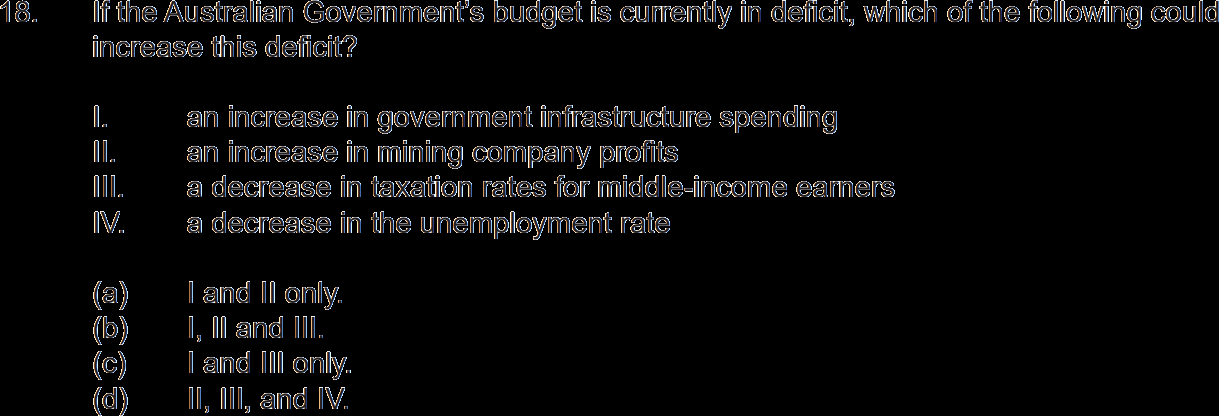 18. If the Australian Government's budget is currently in deficit, which of the following could
increase this deficit?
I. an increase in government infrastructure spending
II. an increase in mining company profits
III. a decrease in taxation rates for middle-income earners
IV. a decrease in the unemployment rate
(a) I and II only.
(b) I, II and III.
(c) I and III only.
(d) II, III, and IV.